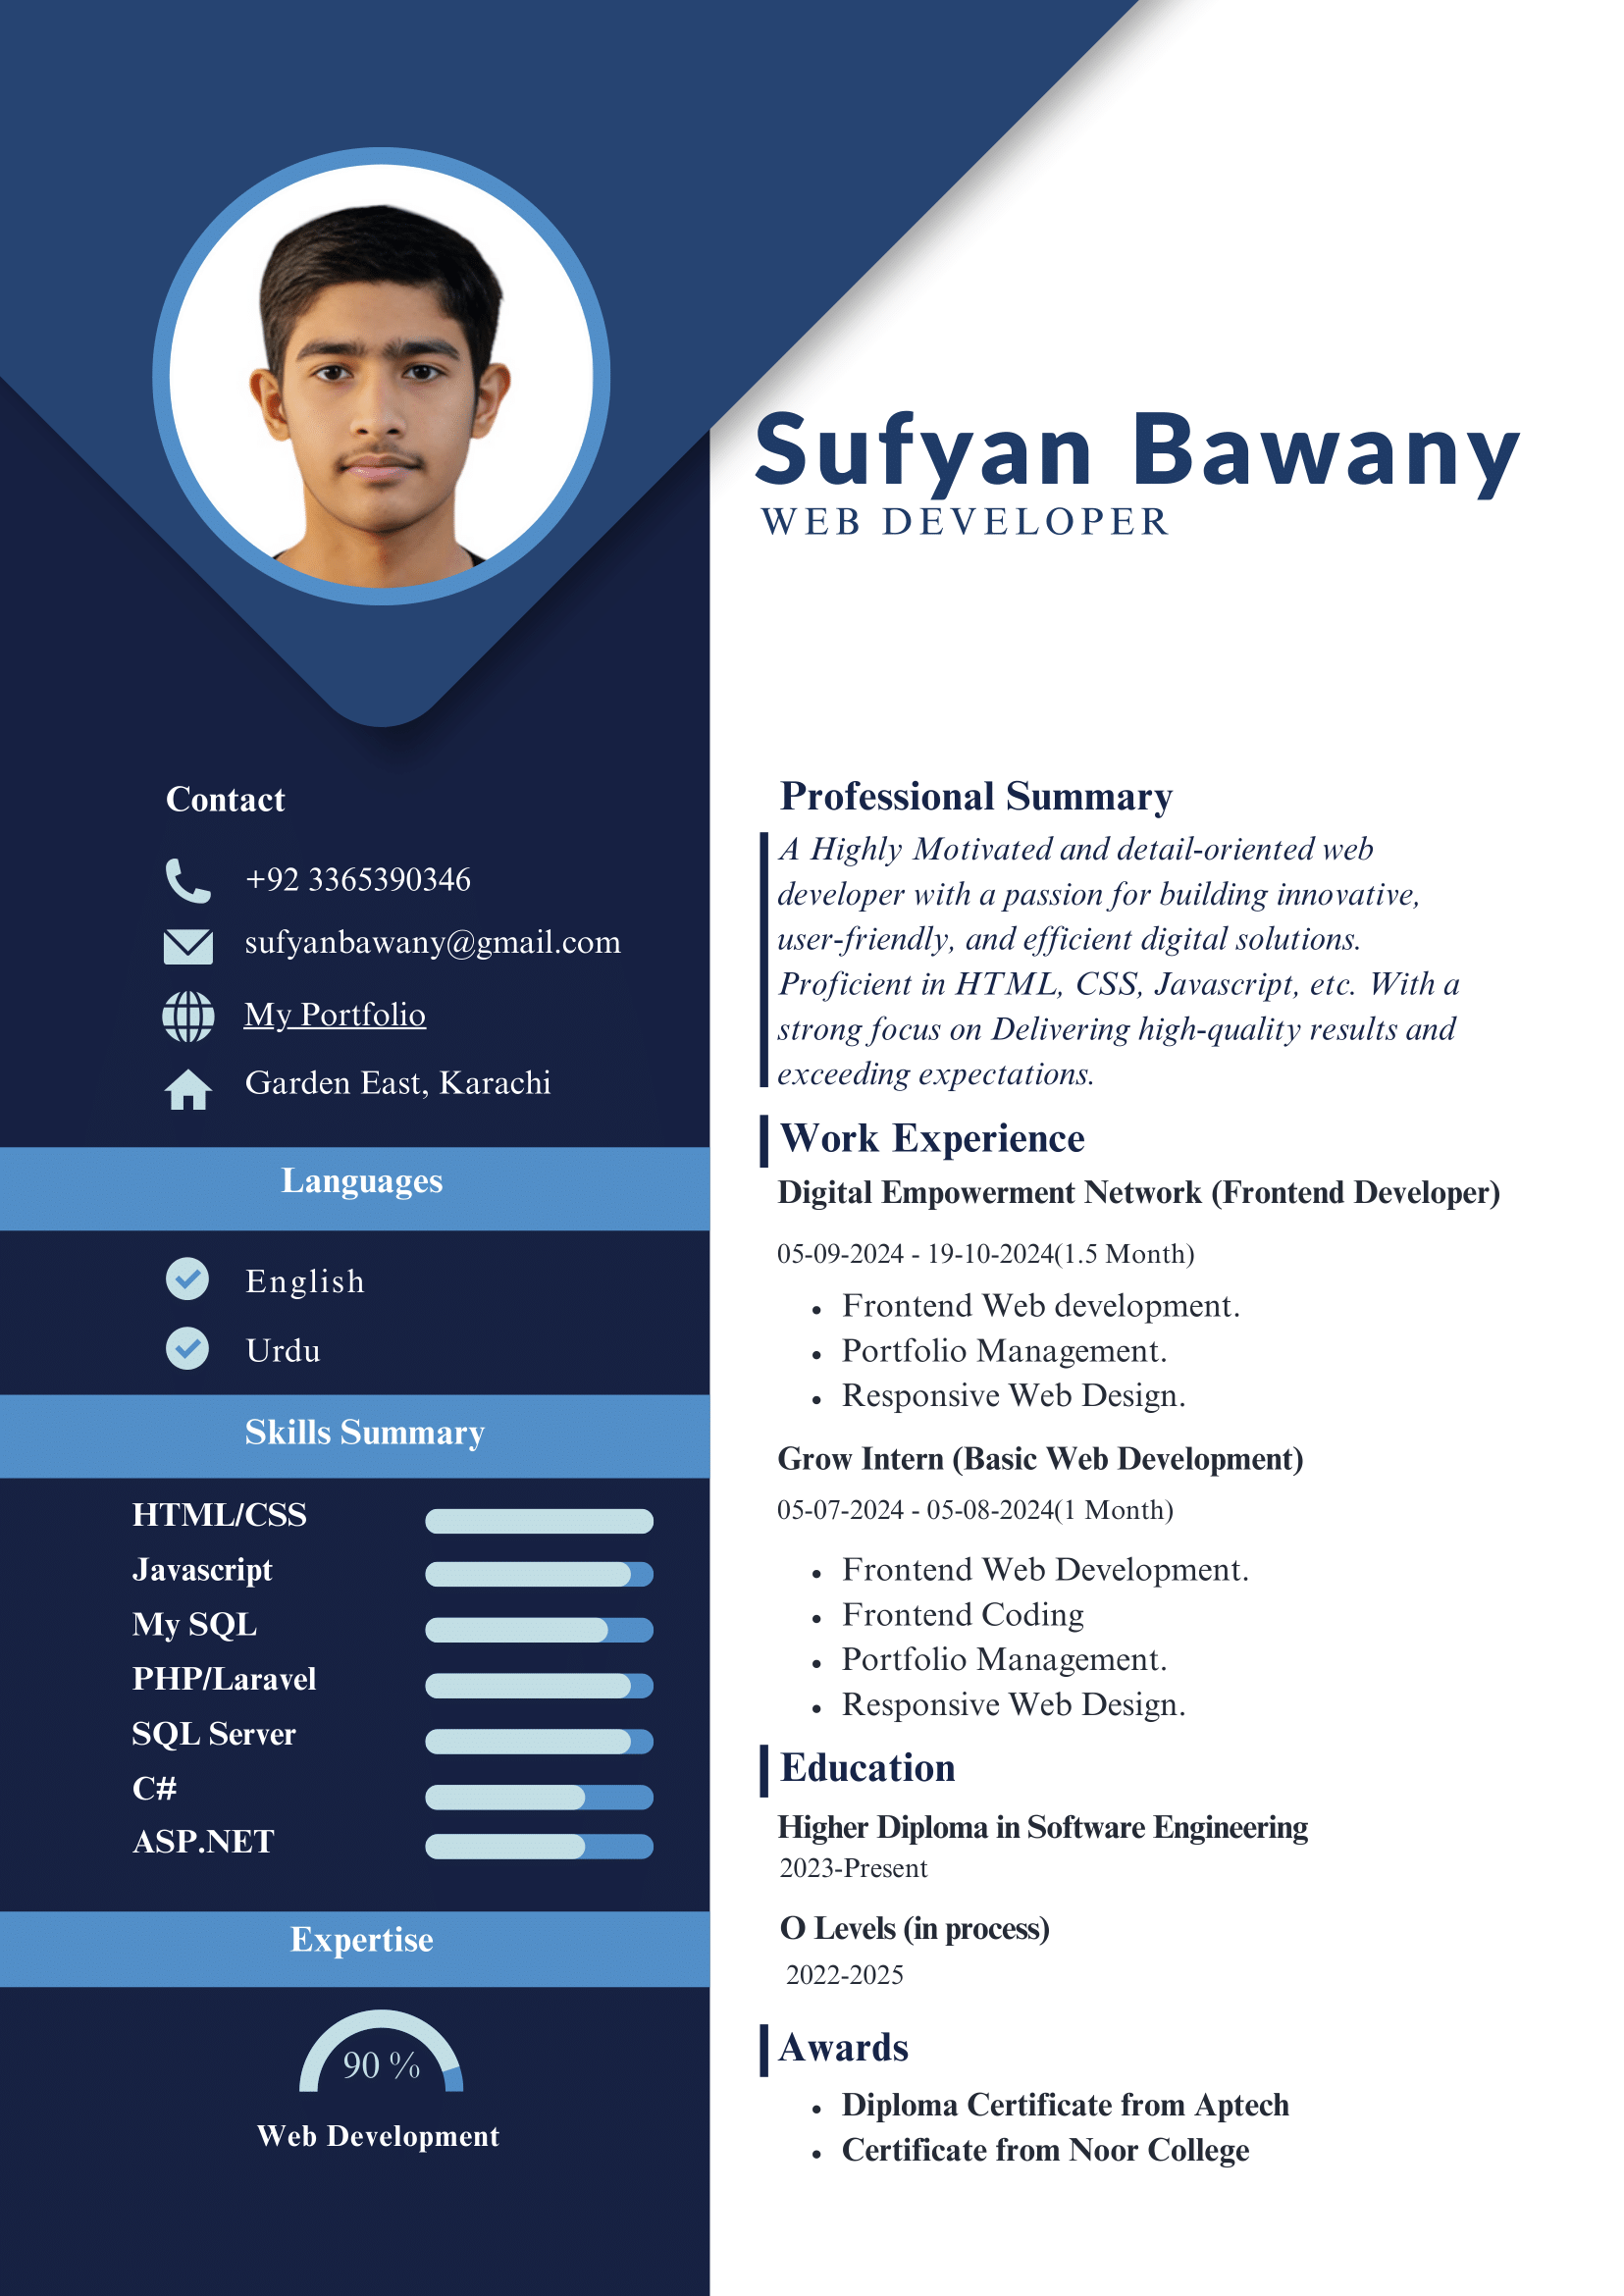 Sufyan Bawany
WEB DEVELOPER
Contact
+92 3365390346
sufyanbawany@gmail.com
My Portfolio
Garden East, Karachi
Languages
English
Urdu
Skills Summary
HTML/CSS
Javascript
My SQL
PHP/Laravel
SQL Server
C#
ASP.NET
Expertise
90 %
Web Development
Professional Summary
A Highly Motivated and detail-oriented web
developer with a passion for building innovative,
user-friendly, and efficient digital solutions.
Proficient in HTML, CSS, Javascript, etc. With a
strong focus on Delivering high-quality results and
exceeding expectations.
Work Experience
Digital Empowerment Network (Frontend Developer)
05-09-2024 - 19-10-2024(1.5 Month)
• Frontend Web development.
• Portfolio Management.
• Responsive Web Design.
Grow Intern (Basic Web Development)
05-07-2024 - 05-08-2024(1 Month)
• Frontend Web Development.
• Frontend Coding
• Portfolio Management.
• Responsive Web Design.
Education
Higher Diploma in Software Engineering
2023-Present
O Levels (in process)
2022-2025
Awards
• Diploma Certificate from Aptech
• Certificate from Noor College